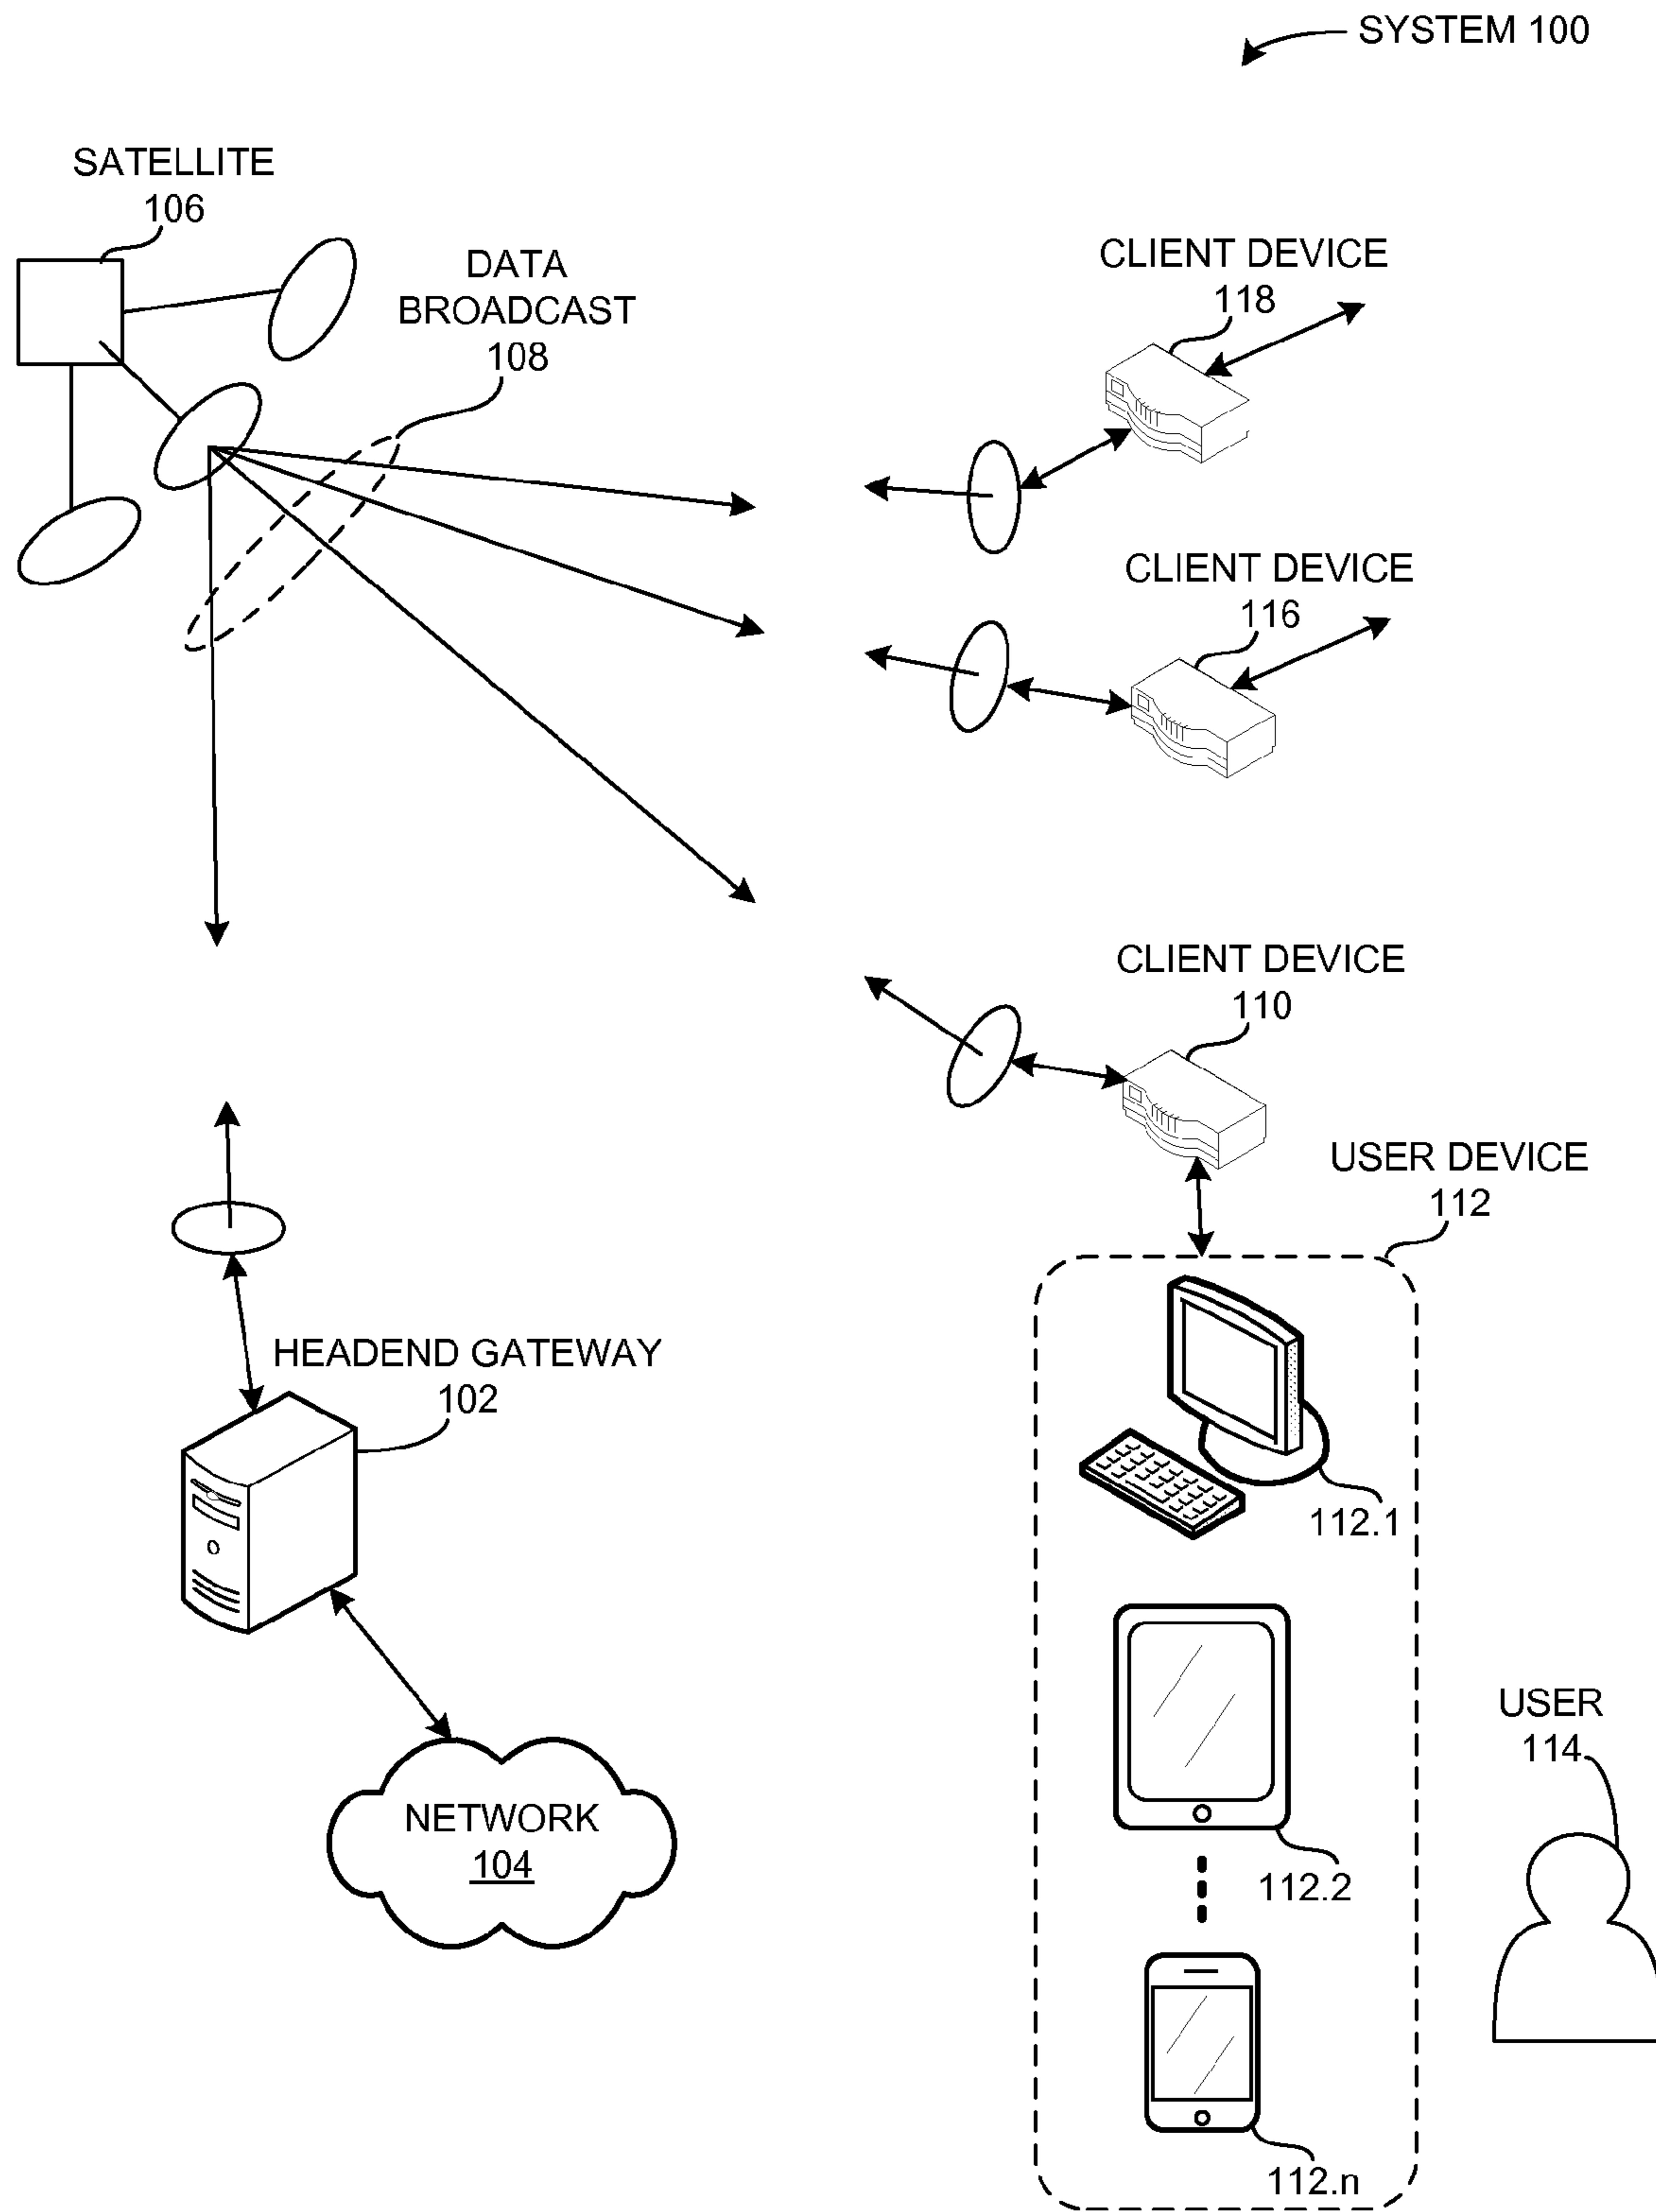 SYSTEM 100
SATELLITE
106
DATA
BROADCAST
108
CLIENT DEVICE
118
CLIENT DEVICE
116
CLIENT DEVICE
110
USER DEVICE
112
HEADEND GATEWAY
102
112.1
NETWORK
104
112.2
USER
114
112.n